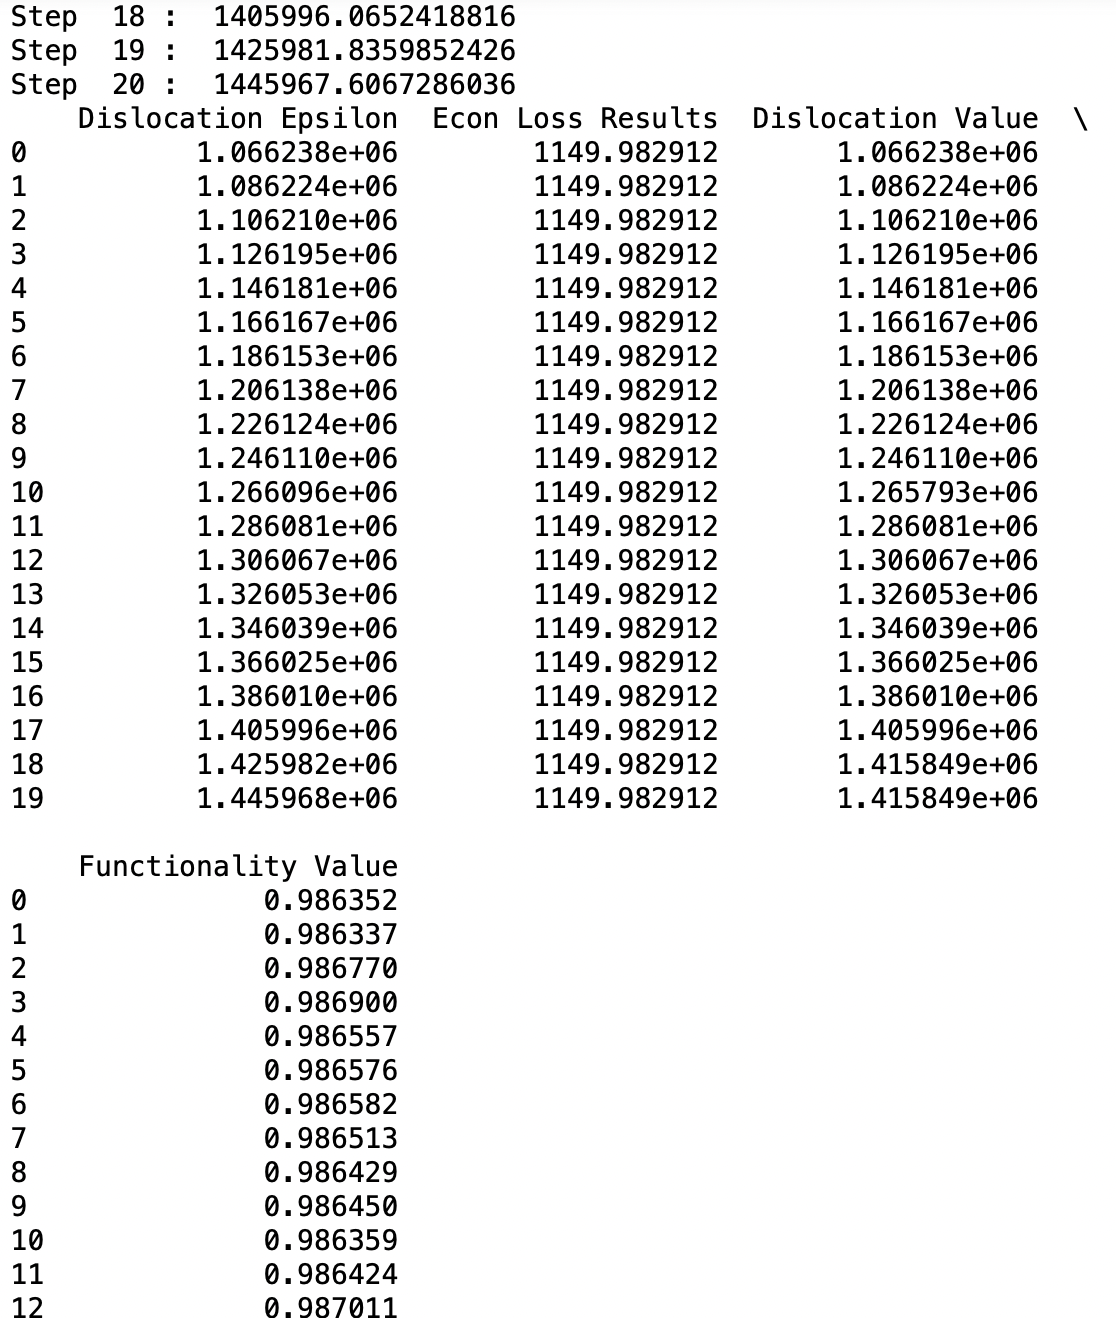 Step  18 :  1405996.0652418816
Step  19 :  1425981.8359852426
Step  20 :  1445967.6067286036
    Dislocation Epsilon  Econ Loss Results  Dislocation Value  \
0          1.066238e+06        1149.982912       1.066238e+06
1          1.086224e+06        1149.982912       1.086224e+06
2          1.106210e+06        1149.982912       1.106210e+06
3          1.126195e+06        1149.982912       1.126195e+06
4          1.146181e+06        1149.982912       1.146181e+06
5          1.166167e+06        1149.982912       1.166167e+06
6          1.186153e+06        1149.982912       1.186153e+06
7          1.206138e+06        1149.982912       1.206138e+06
8          1.226124e+06        1149.982912       1.226124e+06
9          1.246110e+06        1149.982912       1.246110e+06
10         1.266096e+06        1149.982912       1.265793e+06
11         1.286081e+06        1149.982912       1.286081e+06
12         1.306067e+06        1149.982912       1.306067e+06
13         1.326053e+06        1149.982912       1.326053e+06
14         1.346039e+06        1149.982912       1.346039e+06
15         1.366025e+06        1149.982912       1.366025e+06
16         1.386010e+06        1149.982912       1.386010e+06
17         1.405996e+06        1149.982912       1.405996e+06
18         1.425982e+06        1149.982912       1.415849e+06
19         1.445968e+06        1149.982912       1.415849e+06
    Functionality Value
0              0.986352
1              0.986337
2              0.986770
3              0.986900
4              0.986557
5              0.986576
6              0.986582
7              0.986513
8              0.986429
9              0.986450
10             0.986359
11             0.986424
12             0.987011